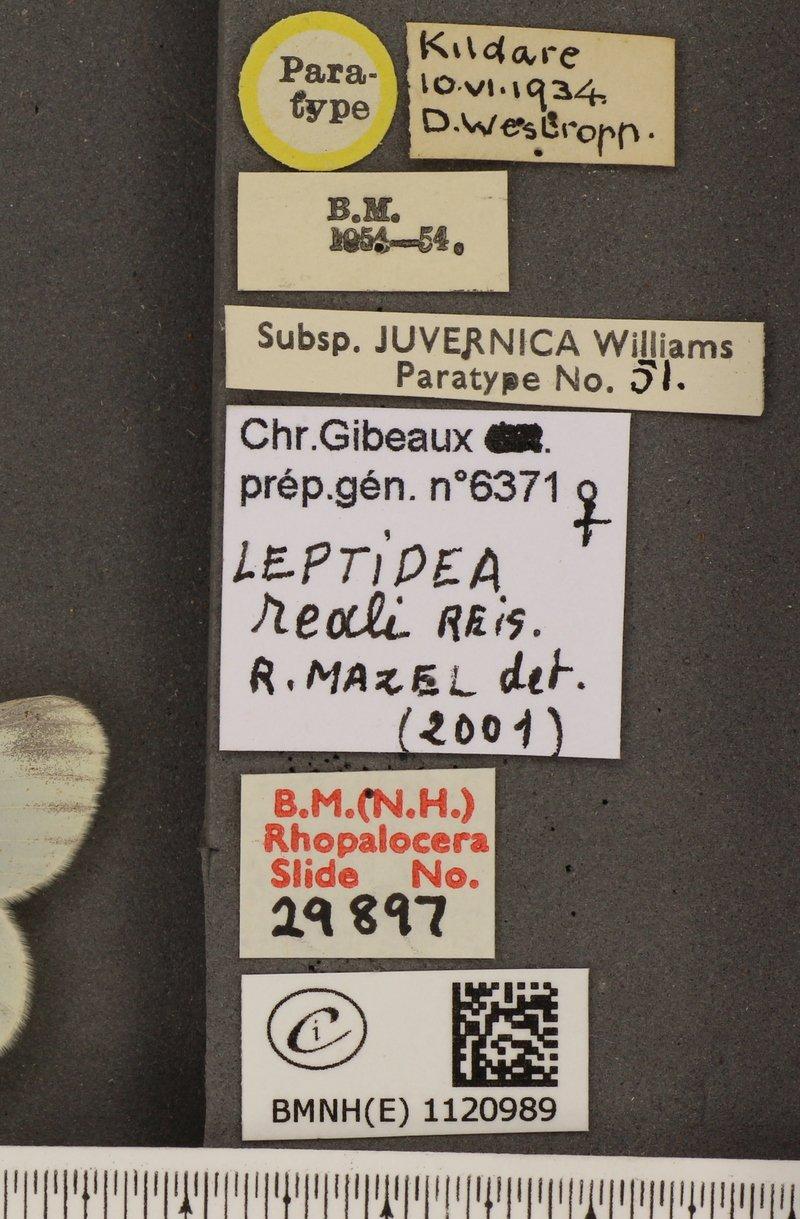 Para-
type
Kildare
10.VI.1934.
D.Westropp.
B.M.
1954—54.
Subsp. JUVERNICA Williams
Paratype No. 51.
Chr.Gibeaux
prép.gén. n°6371 ♀
LEPTIDEA
reali REiS.
R.MAZEL det.
(2001)
B.M.(N.H.)
Rhopalocera
Slide No.
29897
Ci
BMNH(E) 1120989